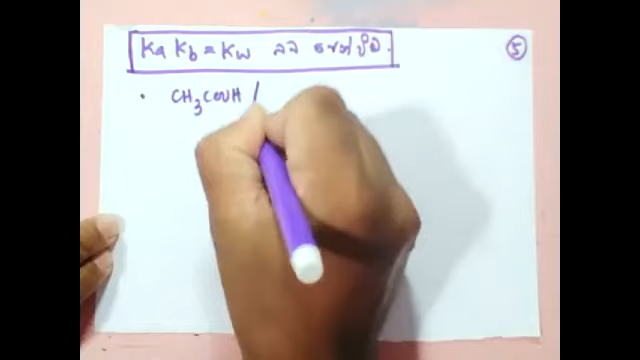 Ka Kb = Kw
5
• CH3COOH /